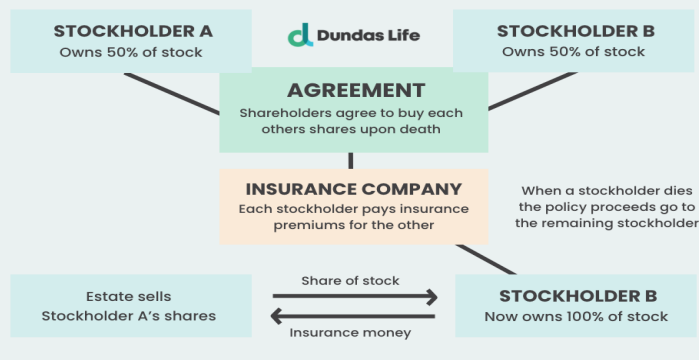 STOCKHOLDER A
Owns 50% of stock
Dundas Life
STOCKHOLDER B
Owns 50% of stock
AGREEMENT
Shareholders agree to buy each
others shares upon death
INSURANCE COMPANY
Each stockholder pays insurance
premiums for the other
When a stockholder dies
the policy proceeds go to
the remaining stockholder
Estate sells
Stockholder A's shares
Share of stock
Insurance money
STOCKHOLDER B
Now owns 100% of stock